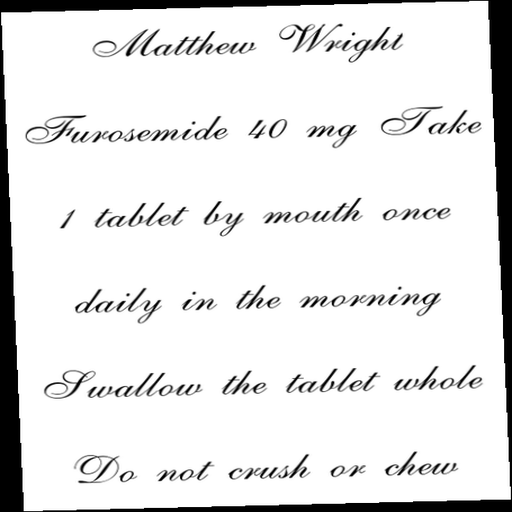 Matthew Wright
Furosemide 40 mg Take
1 tablet by mouth once
daily in the morning
Swallow the tablet whole
Do not crush or chew